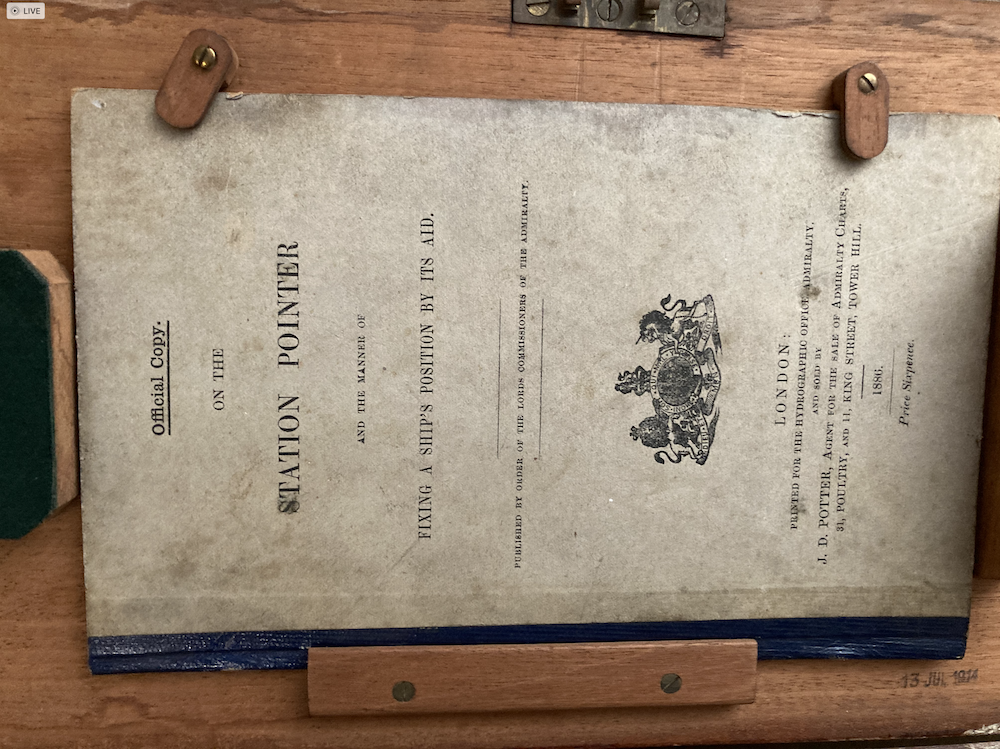 LIVE
Official Copy.
ON THE
STATION POINTER
AND THE MANNER OF
FIXING A SHIP'S POSITION BY ITS AID.
PUBLISHED BY ORDER OF THE LORDS COMMISSIONERS OF THE ADMIRALTY.
LONDON:
PRINTED FOR THE HYDROGRAPHIC OFFICE, ADMIRALTY,
AND SOLD BY
J. D. POTTER, AGENT FOR THE SALE OF ADMIRALTY CHARTS,
31, POULTRY, AND 11, KING STREET, TOWER HILL.
1886.
Price Sixpence.
13 JUL 1914